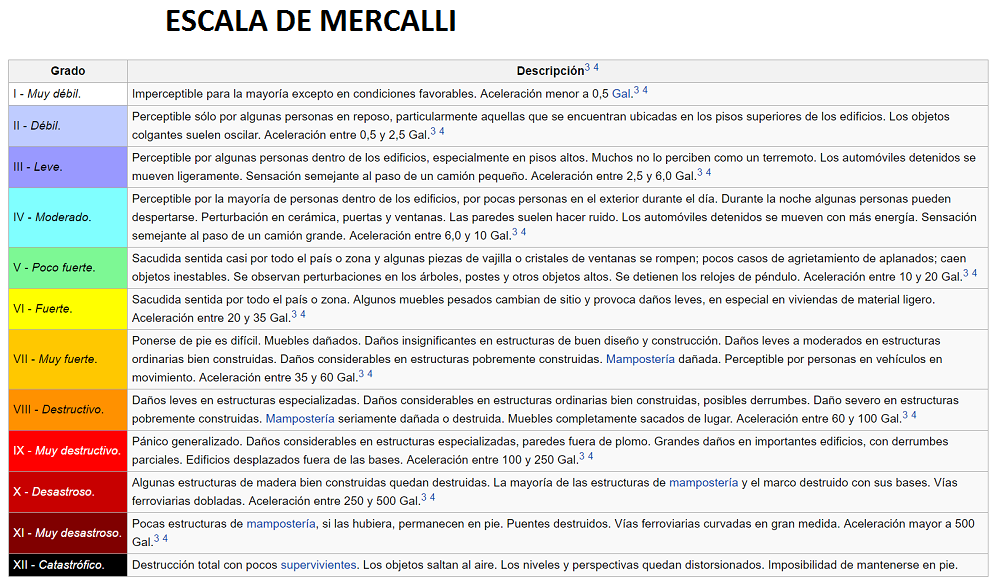 ESCALA DE MERCALLI
Grado
Descripción3 4
I - Muy débil.
Imperceptible para la mayoría excepto en condiciones favorables. Aceleración menor a 0,5 Gal.3 4
II - Débil.
Perceptible sólo por algunas personas en reposo, particularmente aquellas que se encuentran ubicadas en los pisos superiores de los edificios. Los objetos
colgantes suelen oscilar. Aceleración entre 0,5 y 2,5 Gal.3 4
III - Leve.
Perceptible por algunas personas dentro de los edificios, especialmente en pisos altos. Muchos no lo perciben como un terremoto. Los automóviles detenidos se
mueven ligeramente. Sensación semejante al paso de un camión pequeño. Aceleración entre 2,5 y 6,0 Gal.3 4
IV - Moderado.
Perceptible por la mayoría de personas dentro de los edificios, por pocas personas en el exterior durante el día. Durante la noche algunas personas pueden
despertarse. Perturbación en cerámica, puertas y ventanas. Las paredes suelen hacer ruido. Los automóviles detenidos se mueven con más energía. Sensación
semejante al paso de un camión grande. Aceleración entre 6,0 y 10 Gal.3 4
V - Poco fuerte.
Sacudida sentida casi por todo el país o zona y algunas piezas de vajilla o cristales de ventanas se rompen; pocos casos de agrietamiento de aplanados; caen
objetos inestables. Se observan perturbaciones en los árboles, postes y otros objetos altos. Se detienen los relojes de péndulo. Aceleración entre 10 y 20 Gal.3 4
VI - Fuerte.
Sacudida sentida por todo el país o zona. Algunos muebles pesados cambian de sitio y provoca daños leves, en especial en viviendas de material ligero.
Aceleración entre 20 y 35 Gal.3 4
VII - Muy fuerte.
Ponerse de pie es difícil. Muebles dañados. Daños insignificantes en estructuras de buen diseño y construcción. Daños leves a moderados en estructuras
ordinarias bien construidas. Daños considerables en estructuras pobremente construidas. Mampostería dañada. Perceptible por personas en vehículos en
movimiento. Aceleración entre 35 y 60 Gal.3 4
VIII - Destructivo.
Daños leves en estructuras especializadas. Daños considerables en estructuras ordinarias bien construidas, posibles derrumbes. Daño severo en estructuras
pobremente construidas. Mampostería seriamente dañada o destruida. Muebles completamente sacados de lugar. Aceleración entre 60 y 100 Gal.3 4
IX - Muy destructivo.
Pánico generalizado. Daños considerables en estructuras especializadas, paredes fuera de plomo. Grandes daños en importantes edificios, con derrumbes
parciales. Edificios desplazados fuera de las bases. Aceleración entre 100 y 250 Gal.3 4
X - Desastroso.
Algunas estructuras de madera bien construidas quedan destruidas. La mayoría de las estructuras de mampostería y el marco destruido con sus bases. Vías
ferroviarias dobladas. Aceleración entre 250 y 500 Gal.3 4
XI - Muy desastroso.
Pocas estructuras de mampostería, si las hubiera, permanecen en pie. Puentes destruidos. Vías ferroviarias curvadas en gran medida. Aceleración mayor a 500
Gal.3 4
XII - Catastrófico.
Destrucción total con pocos supervivientes. Los objetos saltan al aire. Los niveles y perspectivas quedan distorsionados. Imposibilidad de mantenerse en pie.